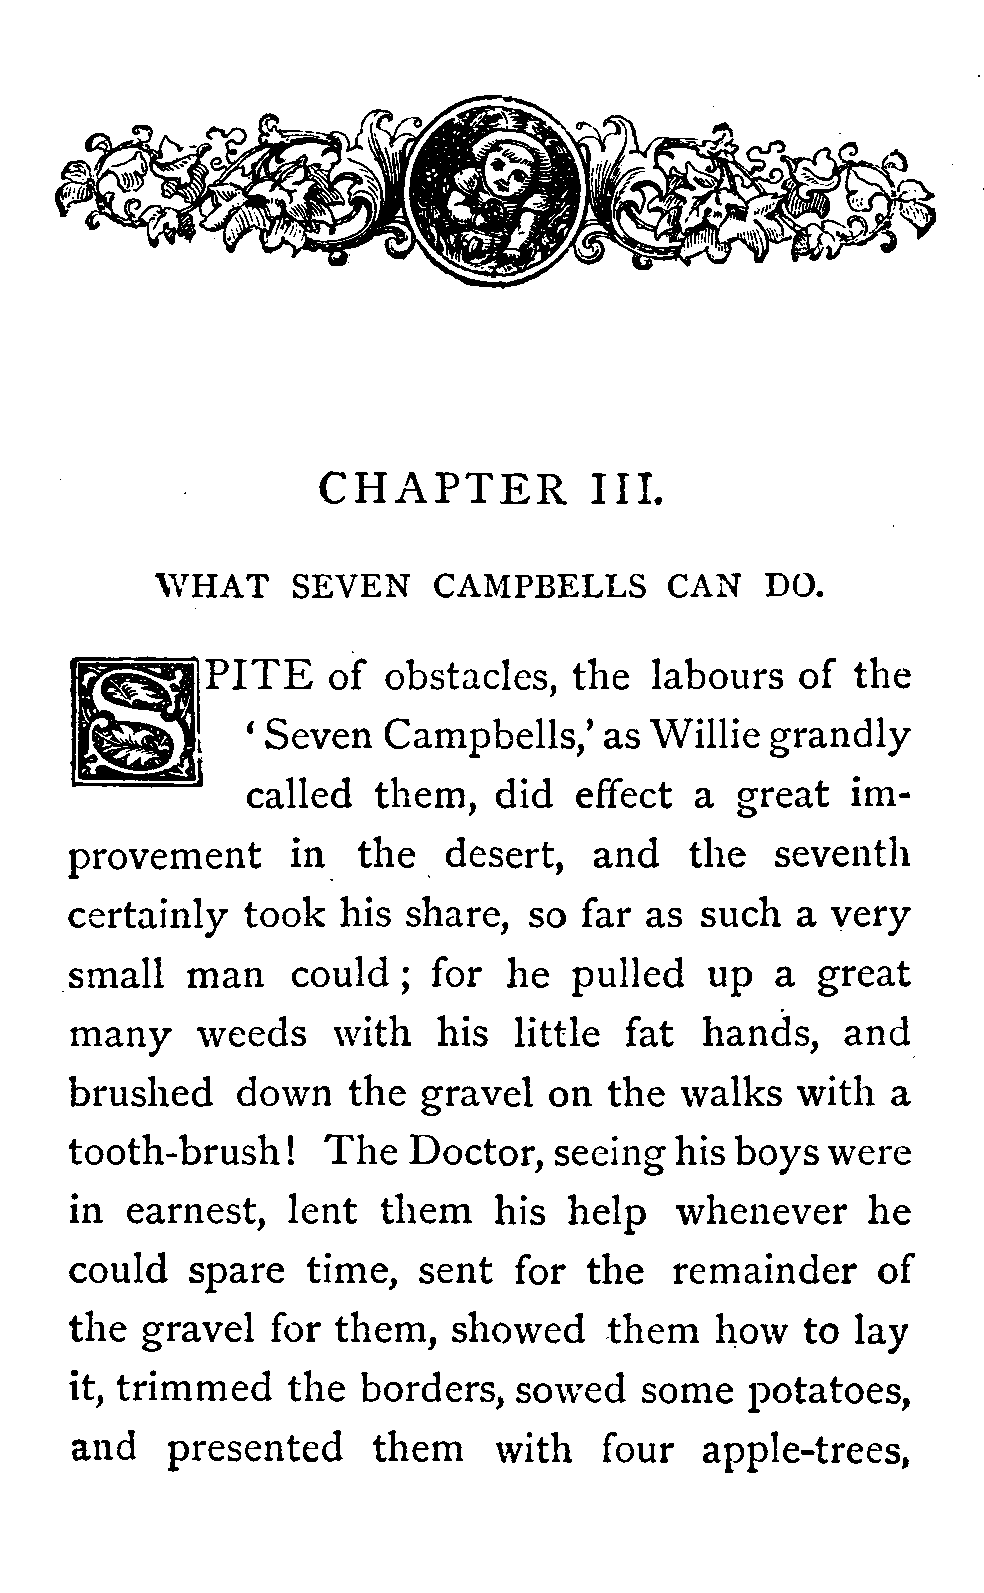 CHAPTER III.
WHAT SEVEN CAMPBELLS CAN DO.
SPITE of obstacles, the labours of the
‘ Seven Campbells,’ as Willie grandly
called them, did effect a great im-
provement in the desert, and the seventh
certainly took his share, so far as such a very
small man could ; for he pulled up a great
many weeds with his little fat hands, and
brushed down the gravel on the walks with a
tooth-brush! The Doctor, seeing his boys were
in earnest, lent them his help whenever he
could spare time, sent for the remainder of
the gravel for them, showed them how to lay
it, trimmed the borders, sowed some potatoes,
and presented them with four apple-trees,